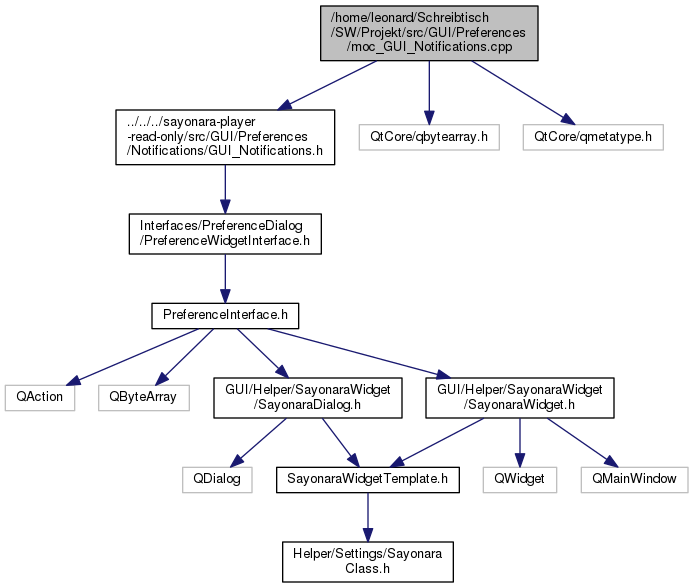 /home/leonard/Schreibtisch
/SW/Projekt/src/GUI/Preferences
/moc_GUI_Notifications.cpp
../../../sayonara-player
-read-only/src/GUI/Preferences
/Notifications/GUI_Notifications.h
QtCore/qbytearray.h
QtCore/qmetatype.h
Interfaces/PreferenceDialog
/PreferenceWidgetInterface.h
PreferenceInterface.h
QAction
QByteArray
GUI/Helper/SayonaraWidget
/SayonaraDialog.h
GUI/Helper/SayonaraWidget
/SayonaraWidget.h
QDialog
SayonaraWidgetTemplate.h
QWidget
QMainWindow
Helper/Settings/Sayonara
Class.h